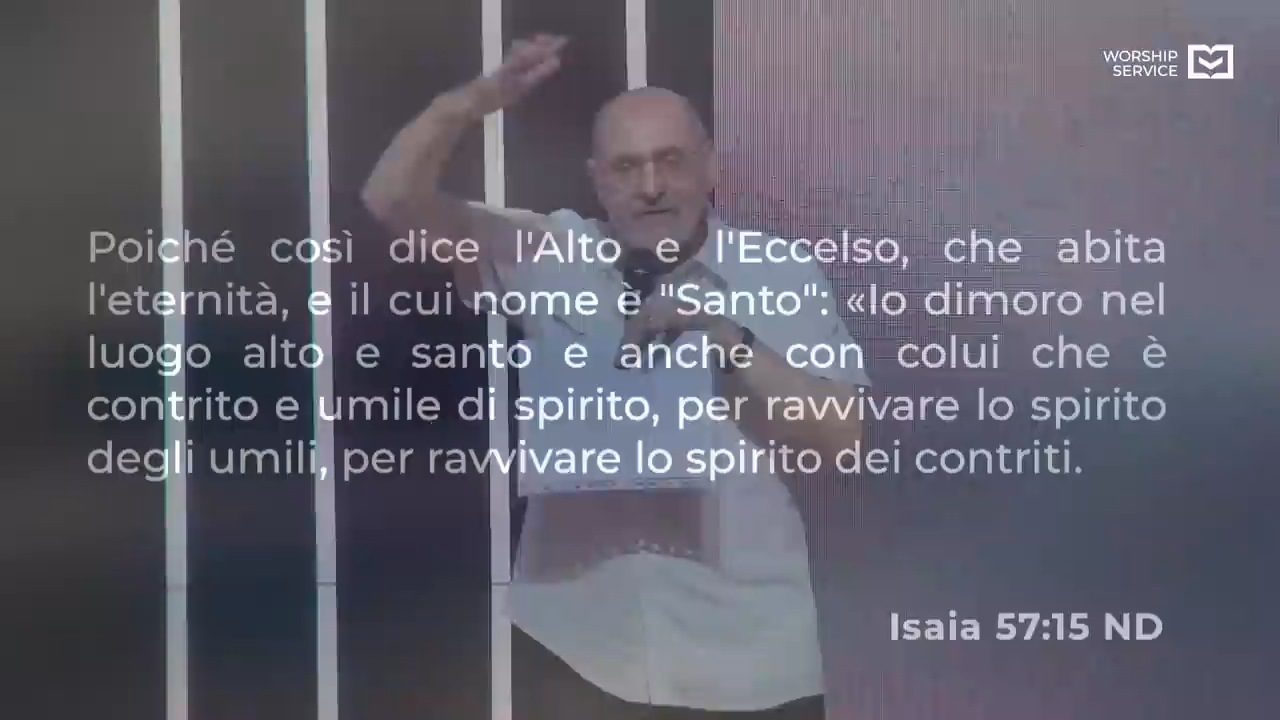 WORSHIP
SERVICE
Poiché così dice l'Alto e l'Eccelso, che abita
l'eternità, e il cui nome è "Santo": «Io dimoro nel
luogo alto e santo e anche con colui che è
contrito e umile di spirito, per ravvivare lo spirito
degli umili, per ravvivare lo spirito dei contriti.
Isaia 57:15 ND